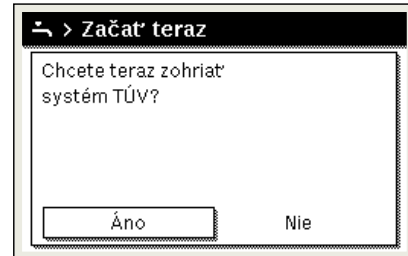 > Začať teraz
Chcete teraz zohriať
systém TÚV?
Áno
Nie